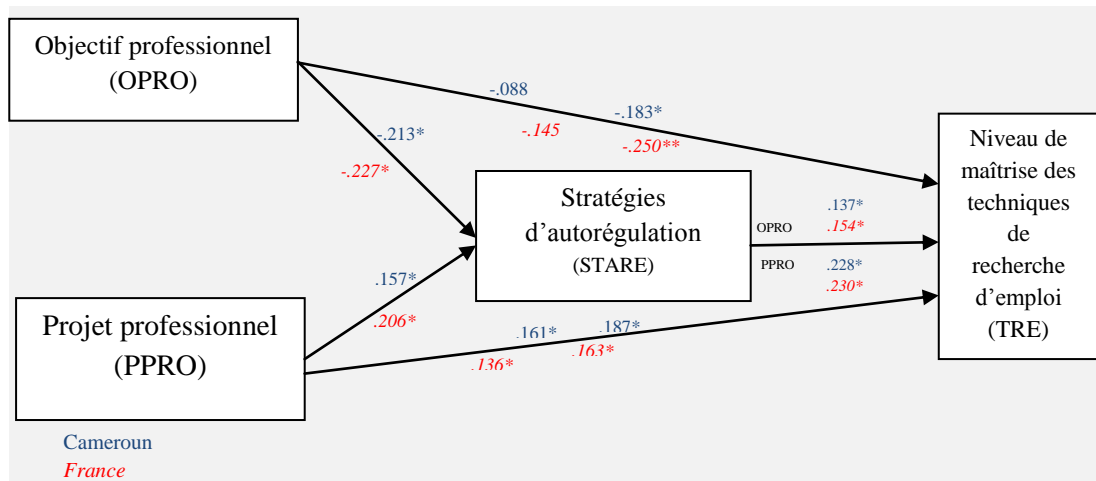 Objectif professionnel
(OPRO)
-.088
-.183*
-.145
-.250**
-.213*
-.227*
Niveau de
maîtrise des
techniques
de
recherche
d'emploi
(TRE)
Stratégies
d'autorégulation
(STARE)
OPRO
.137*
.154*
PPRO
.228*
.230*
.157*
.206*
Projet professionnel
(PPRO)
.161*
.187*
.136*
.163*
Cameroun
France